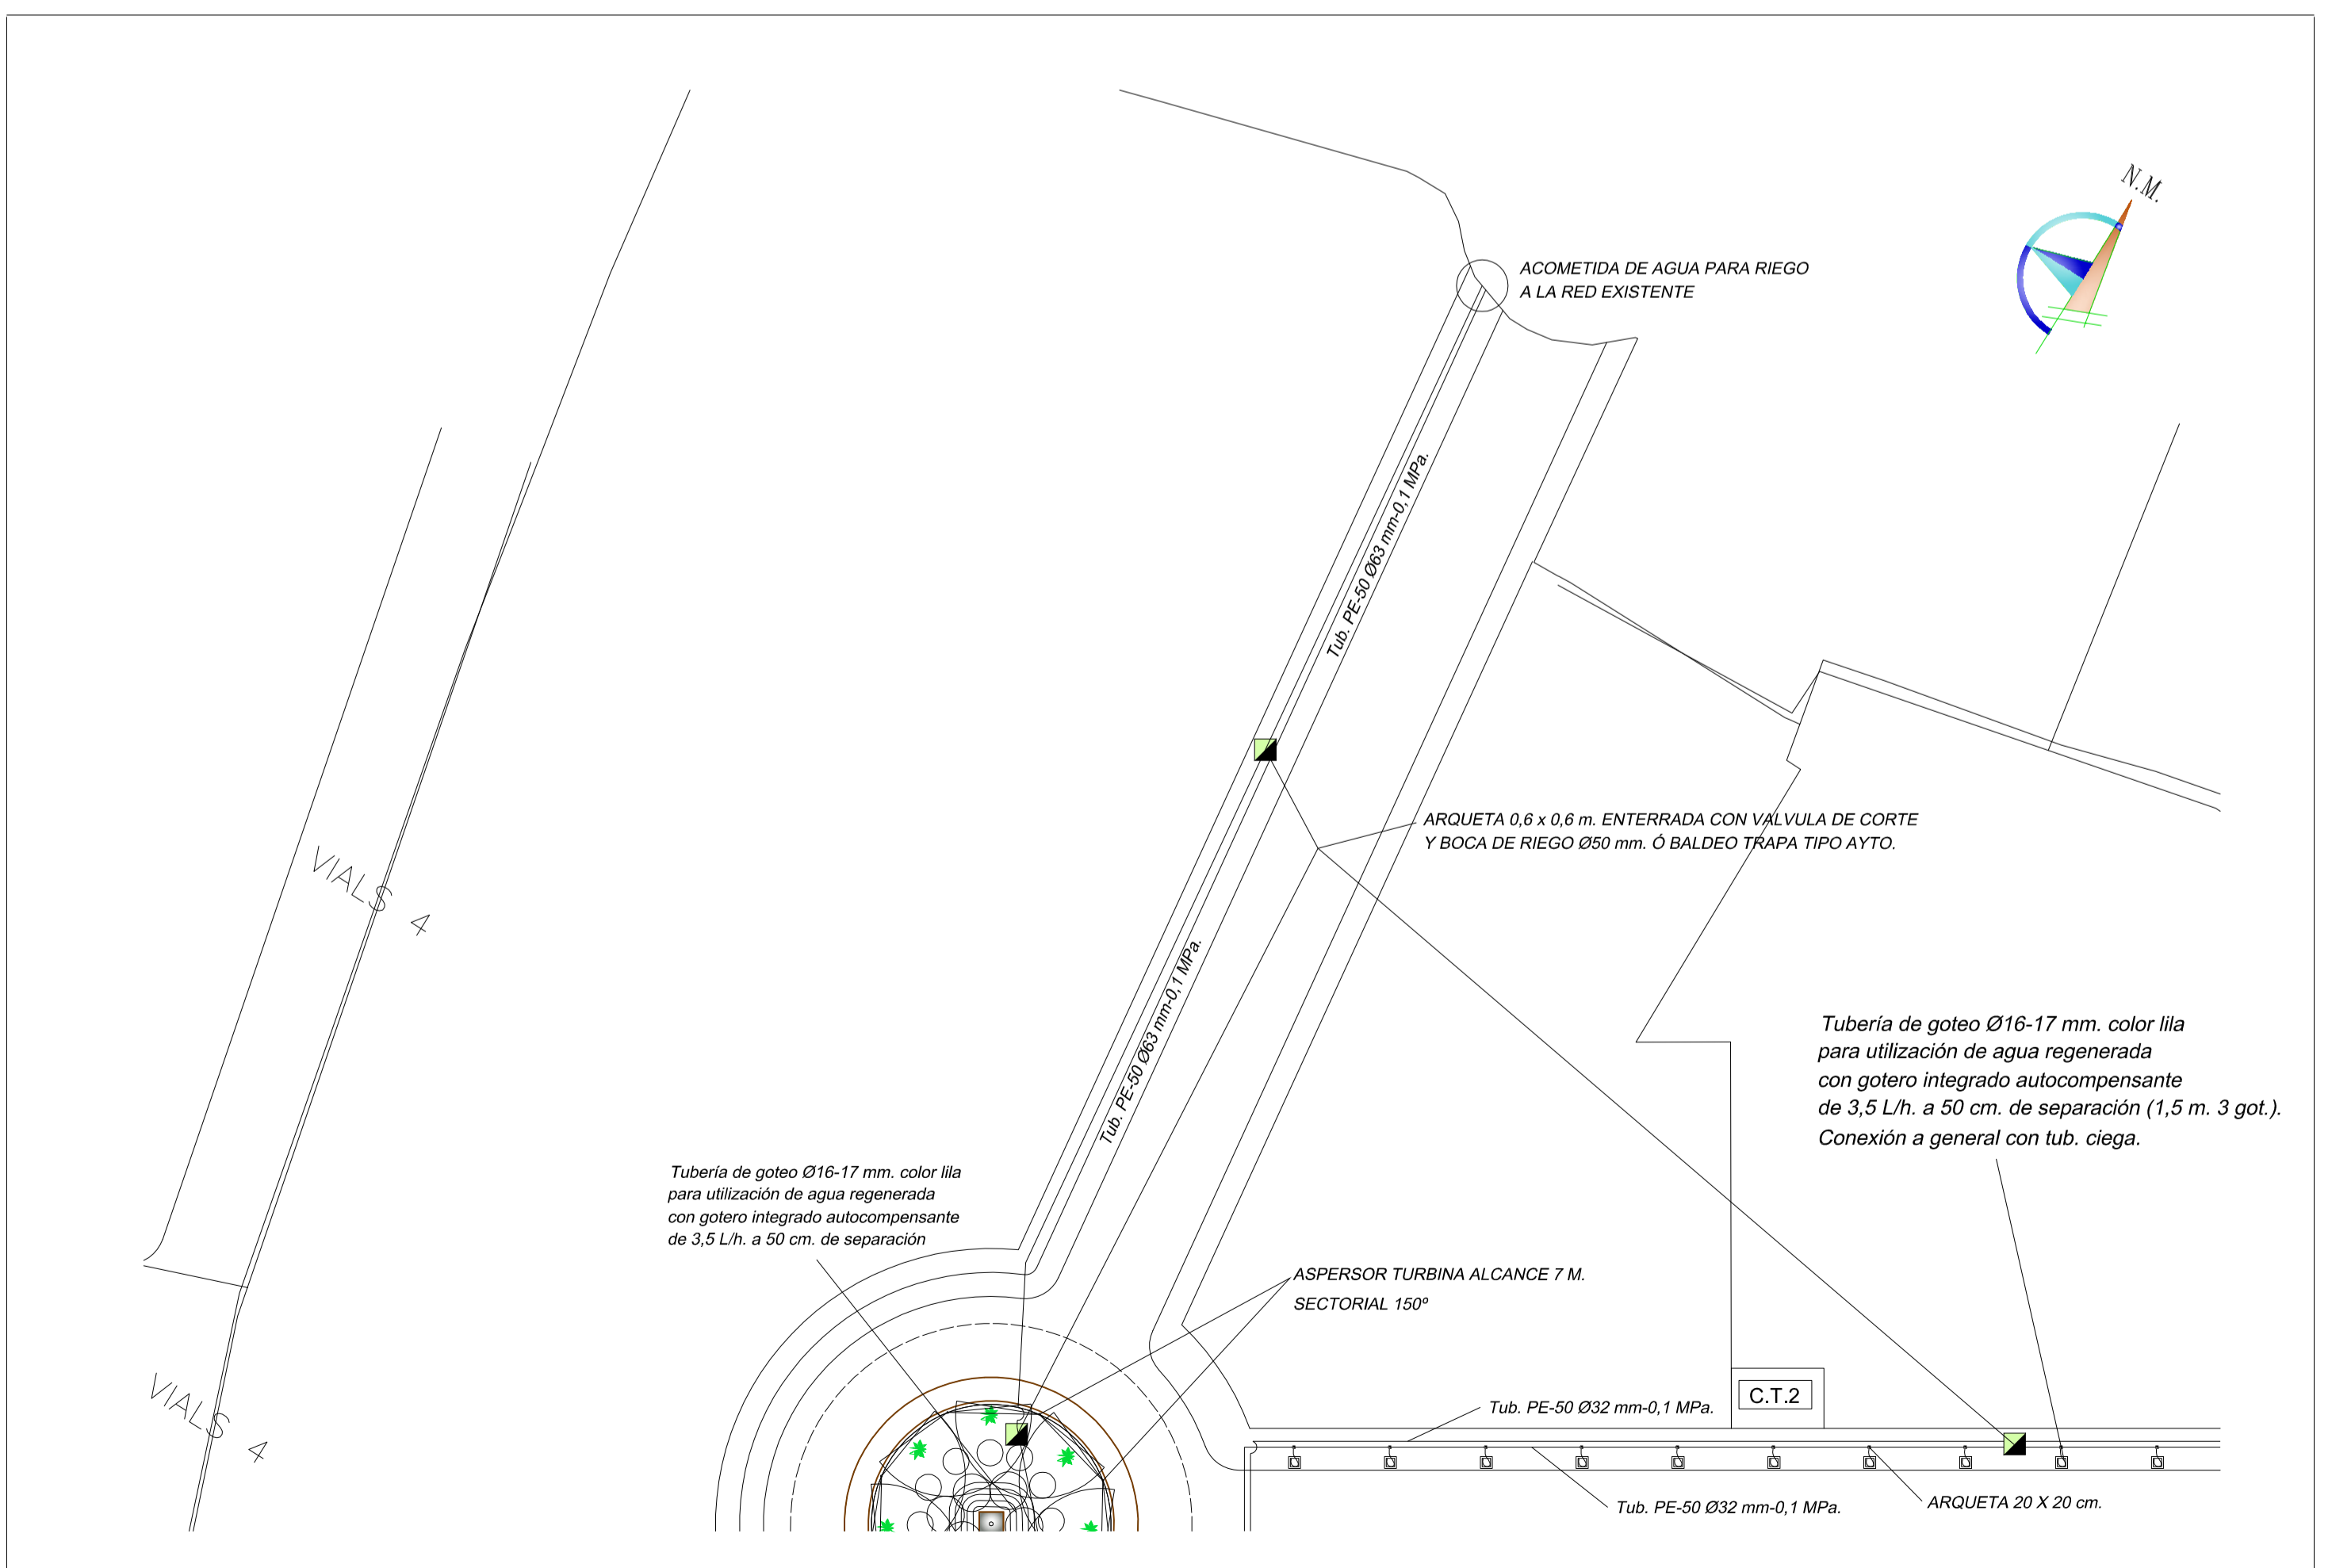 N.M.
ACOMETIDA DE AGUA PARA RIEGO
A LA RED EXISTENTE
Tub. PE-50 Ø63 mm-0,1 MPa.
ARQUETA 0,6 x 0,6 m. ENTERRADA CON VALVULA DE CORTE
Y BOCA DE RIEGO Ø50 mm. Ó BALDEO TRAPA TIPO AYTO.
VIALS 4
Tub. PE-50 Ø63 mm-0,1 MPa.
Tubería de goteo Ø16-17 mm. color lila
para utilización de agua regenerada
con gotero integrado autocompensante
de 3,5 L/h. a 50 cm. de separación (1,5 m. 3 got.).
Conexión a general con tub. ciega.
Tubería de goteo Ø16-17 mm. color lila
para utilización de agua regenerada
con gotero integrado autocompensante
de 3,5 L/h. a 50 cm. de separación
ASPERSOR TURBINA ALCANCE 7 M.
SECTORIAL 150º
VIALS 4
C.T.2
Tub. PE-50 Ø32 mm-0,1 MPa.
Tub. PE-50 Ø32 mm-0,1 MPa.
ARQUETA 20 X 20 cm.